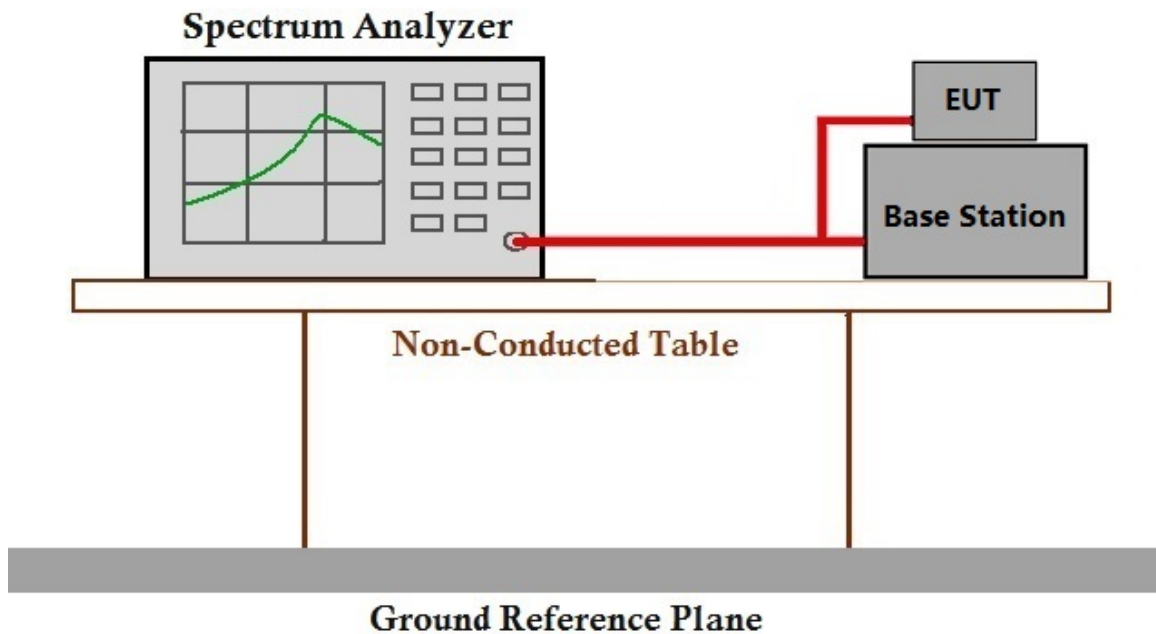 Spectrum Analyzer
EUT
Base Station
Non-Conducted Table
Ground Reference Plane